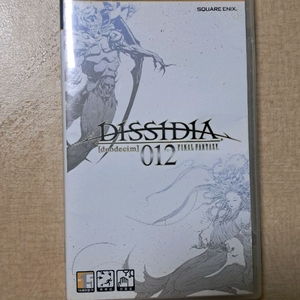 SQUARE ENIX.
DISSIDIA
[duodecim] 012 FINAL FANTASY.